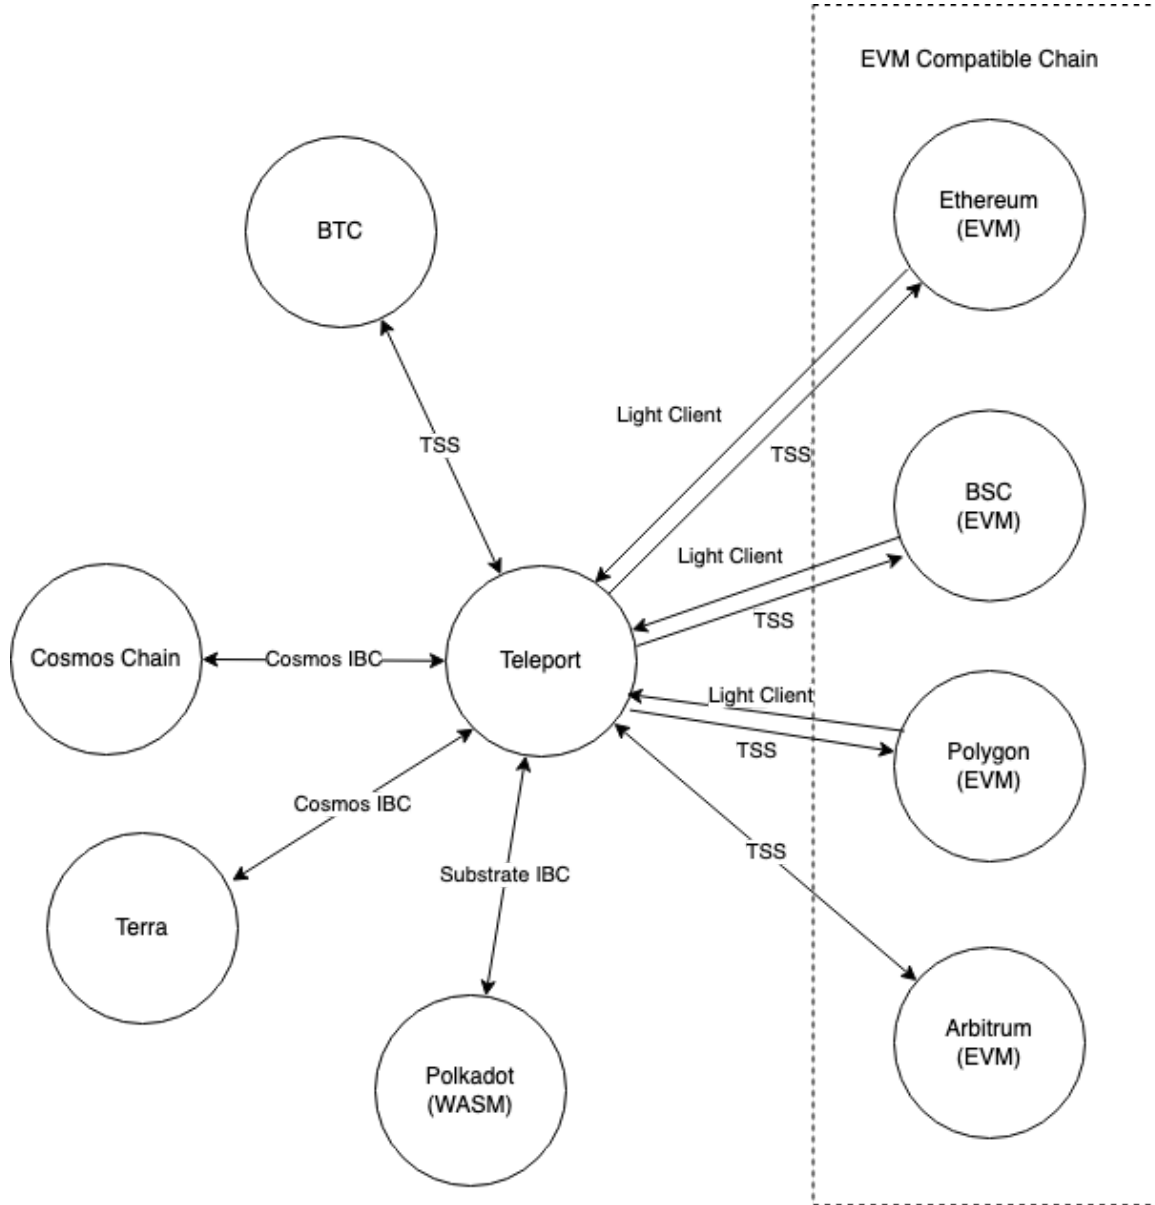 EVM Compatible Chain
Ethereum
(EVM)
BTC
Light Client
TSS
TSS
BSC
(EVM)
Light Client
TSS
Cosmos Chain
Cosmos IBC
Teleport
Light Client
TSS
Polygon
(EVM)
Cosmos IBC
TSS
Substrate IBC
Terra
Polkadot
(WASM)
Arbitrum
(EVM)